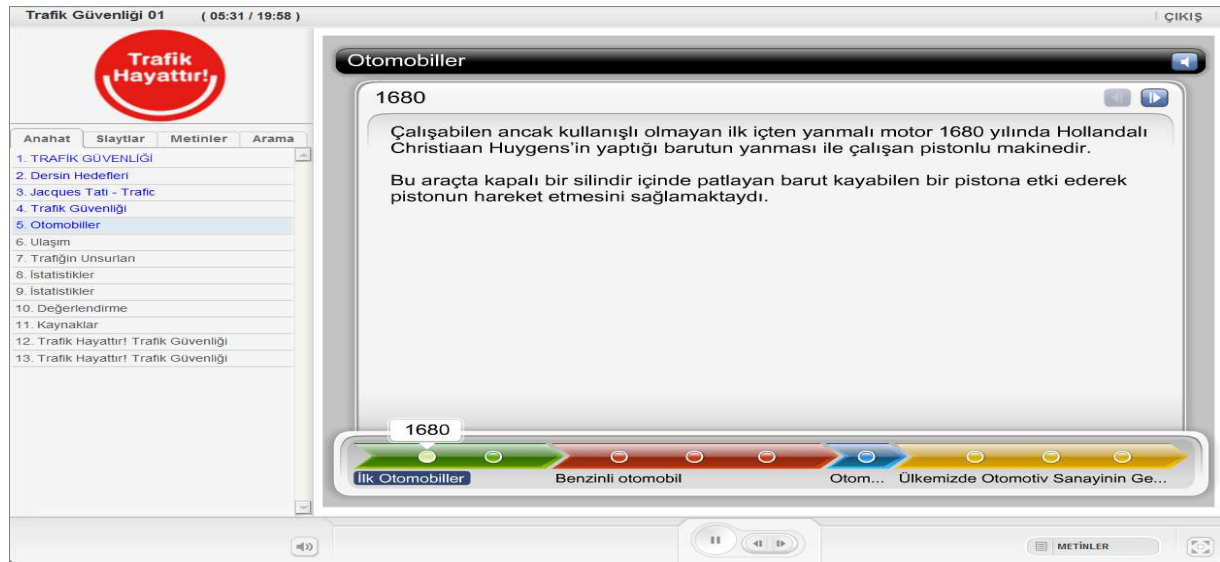 Trafik Güvenliği 01 ( 05:31 / 19:58 )
ÇIKIŞ
Trafik
Hayattır!
Anahat Slaytlar Metinler Arama
1. TRAFİK GÜVENLİĞİ
2. Dersin Hedefleri
3. Jacques Tati - Trafic
4. Trafik Güvenliği
5. Otomobiller
6. Ulaşım
7. Trafiğin Unsurları
8. İstatistikler
9. İstatistikler
10. Değerlendirme
11. Kaynaklar
12. Trafik Hayattır! Trafik Güvenliği
13. Trafik Hayattır! Trafik Güvenliği
Otomobiller
1680
Çalışabilen ancak kullanışlı olmayan ilk içten yanmalı motor 1680 yılında Hollandalı
Christiaan Huygens'in yaptığı barutun yanması ile çalışan pistonlu makinedir.
Bu araçta kapalı bir silindir içinde patlayan barut kayabilen bir pistona etki ederek
pistonun hareket etmesini sağlamaktaydı.
1680
İlk Otomobiller Benzinli otomobil Otom... Ülkemizde Otomotiv Sanayinin Ge...
METİNLER